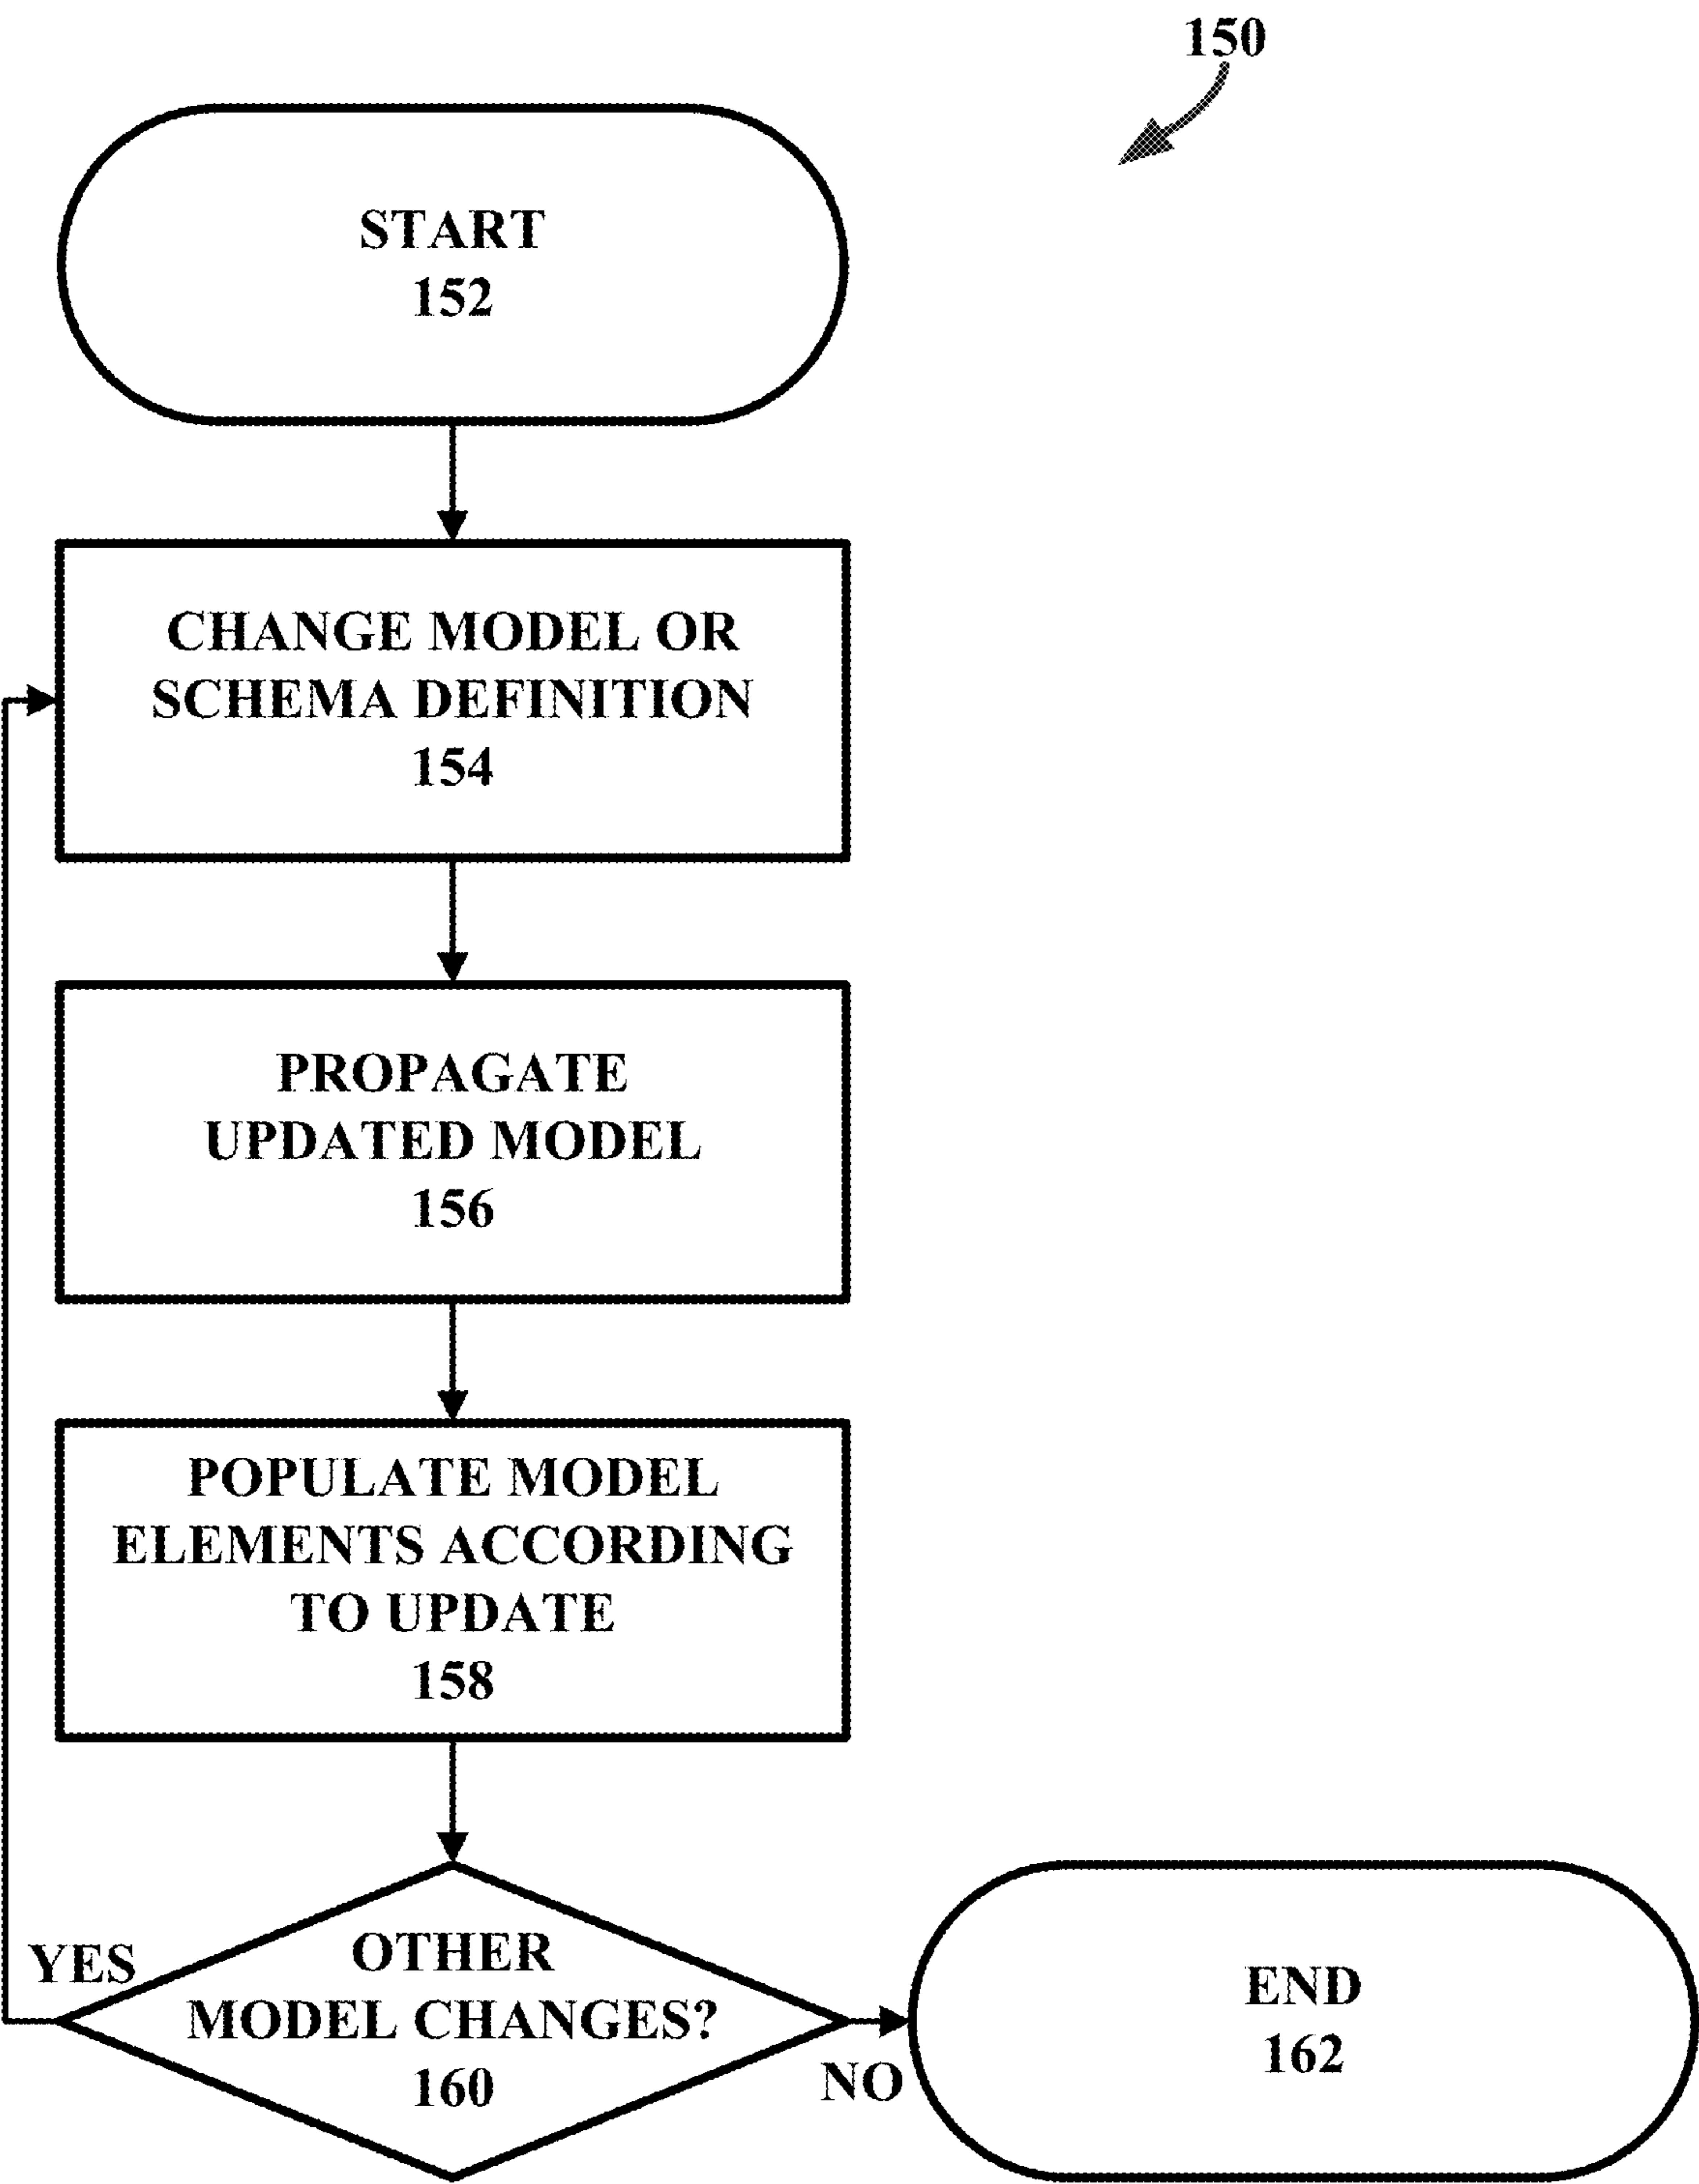 150
START
152
CHANGE MODEL OR
SCHEMA DEFINITION
154
PROPAGATE
UPDATED MODEL
156
POPULATE MODEL
ELEMENTS ACCORDING
TO UPDATE
158
YES
OTHER
MODEL CHANGES?
160
NO
END
162